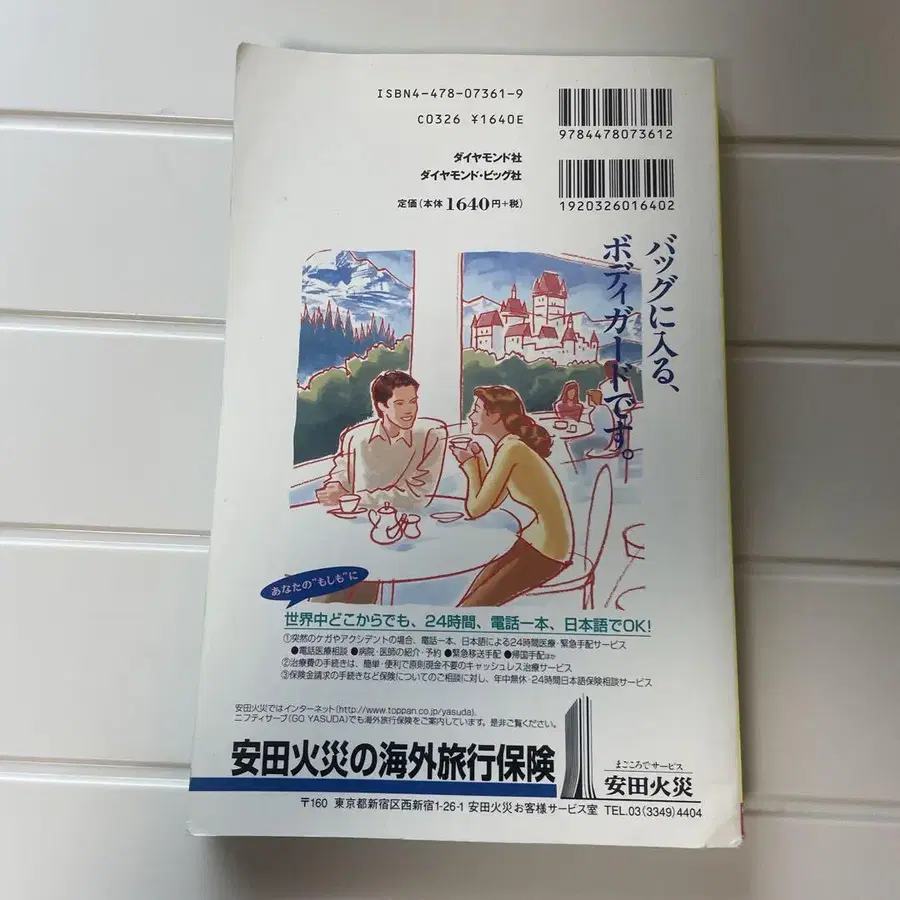 ISBN4-478-07361-9
C0326 ¥1640E
9784478073612
ダイヤモンド社
ダイヤモンド・ビッグ社
定価(本体1640円+税)
1920326016402
バッグに入る、
ボディガードです。
あなたの"もしも"に
世界中どこからでも、24時間、電話一本、日本語でOK!
①突然のケガやアクシデントの場合、電話一本、日本語による24時間医療・緊急手配サービス
●電話医療相談 ●病院・医師の紹介・予約 ●緊急移送手配 ●帰国手配ほか
②治療費の手続きは、簡単・便利で原則現金不要のキャッシュレス治療サービス
③保険金請求の手続きなど保険についてのご相談に対し、年中無休・24時間日本語保険相談サービス
安田火災ではインターネット(http://www.toppan.co.jp/yasuda)、
ニフティサーブ(GO YASUDA)でも海外旅行保険をご案内しています。是非ご覧ください。
安田火災の海外旅行保険
まごころでサービス
安田火災
〒160 東京都新宿区西新宿1-26-1 安田火災お客様サービス室 TEL.03(3349)4404